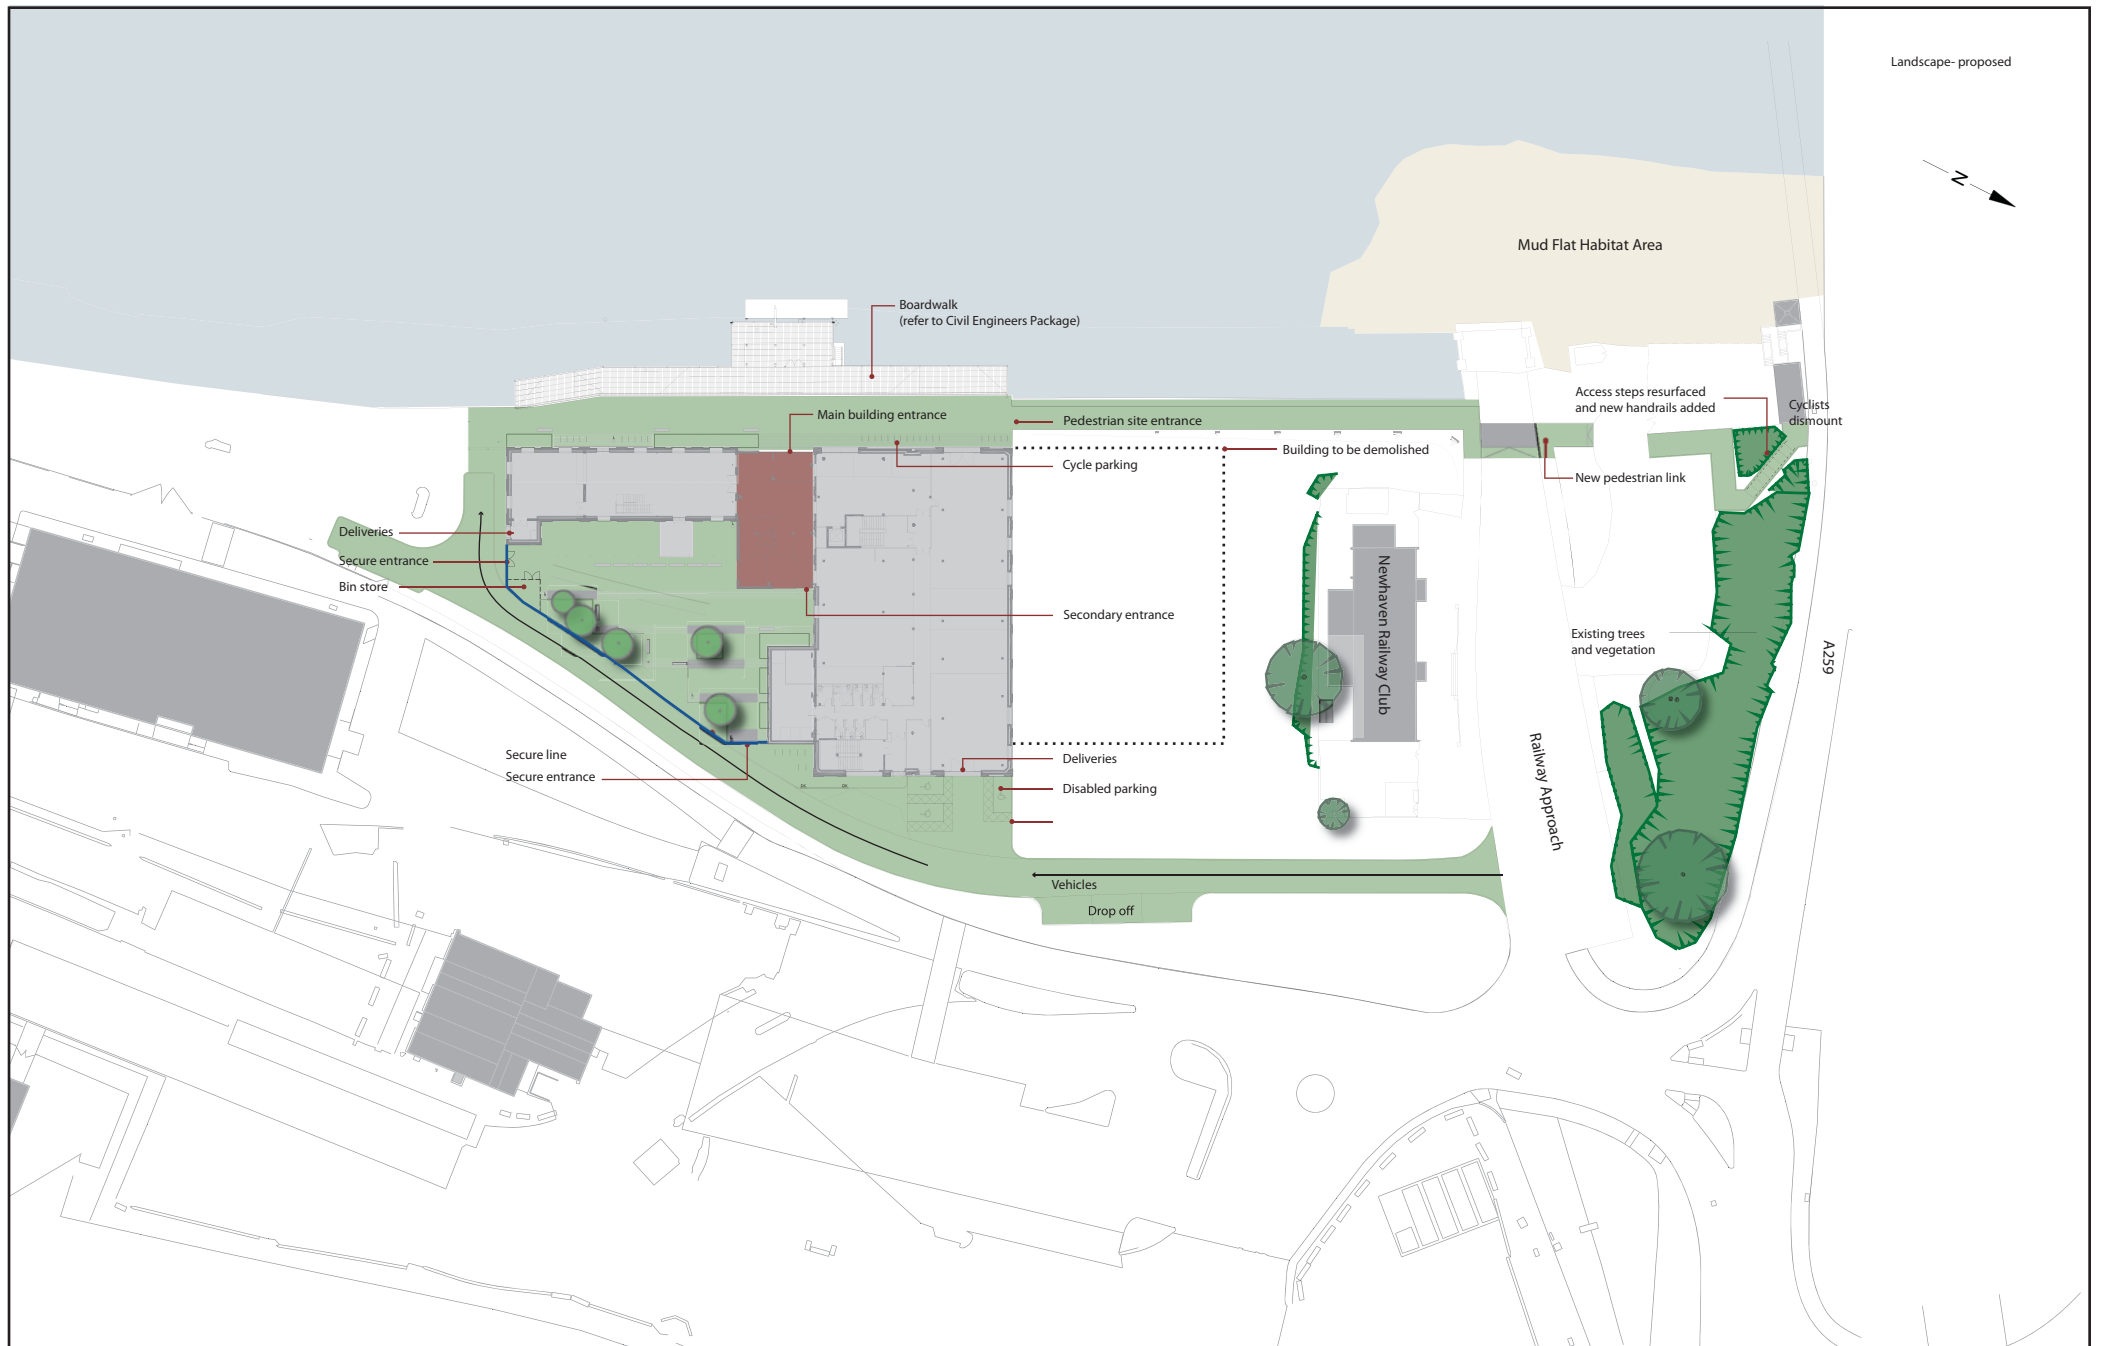 Landscape- proposed
N
Mud Flat Habitat Area
Boardwalk
(refer to Civil Engineers Package)
Access steps resurfaced
and new handrails added
Cyclists
dismount
Main building entrance
Pedestrian site entrance
Building to be demolished
Cycle parking
New pedestrian link
Deliveries
Secure entrance
Bin store
Secondary entrance
Newhaven Railway Club
Existing trees
and vegetation
A259
Railway Approach
Secure line
Secure entrance
Deliveries
Disabled parking
Vehicles
Drop off